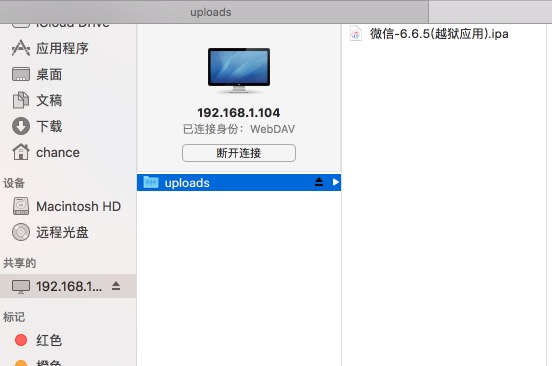 uploads
iCloud Drive
应用程序
桌面
文稿
下载
chance
设备
Macintosh HD
远程光盘
共享的
192.168.1...
标记
红色
橙色
192.168.1.104
已连接身份：WebDAV
断开连接
uploads
微信-6.6.5(越狱应用).ipa